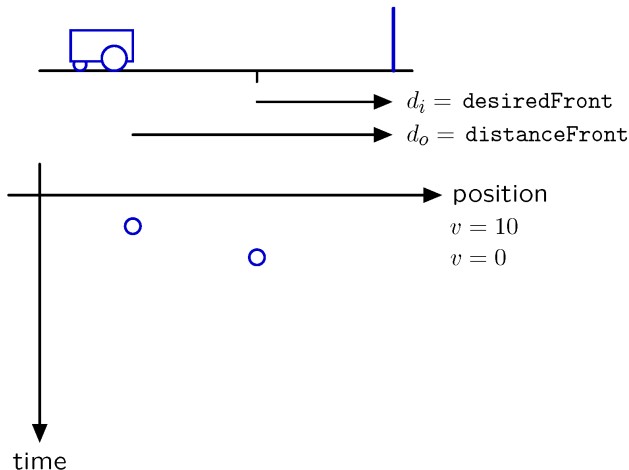 d_i = desiredFront
d_o = distanceFront
position
v = 10
v = 0
time